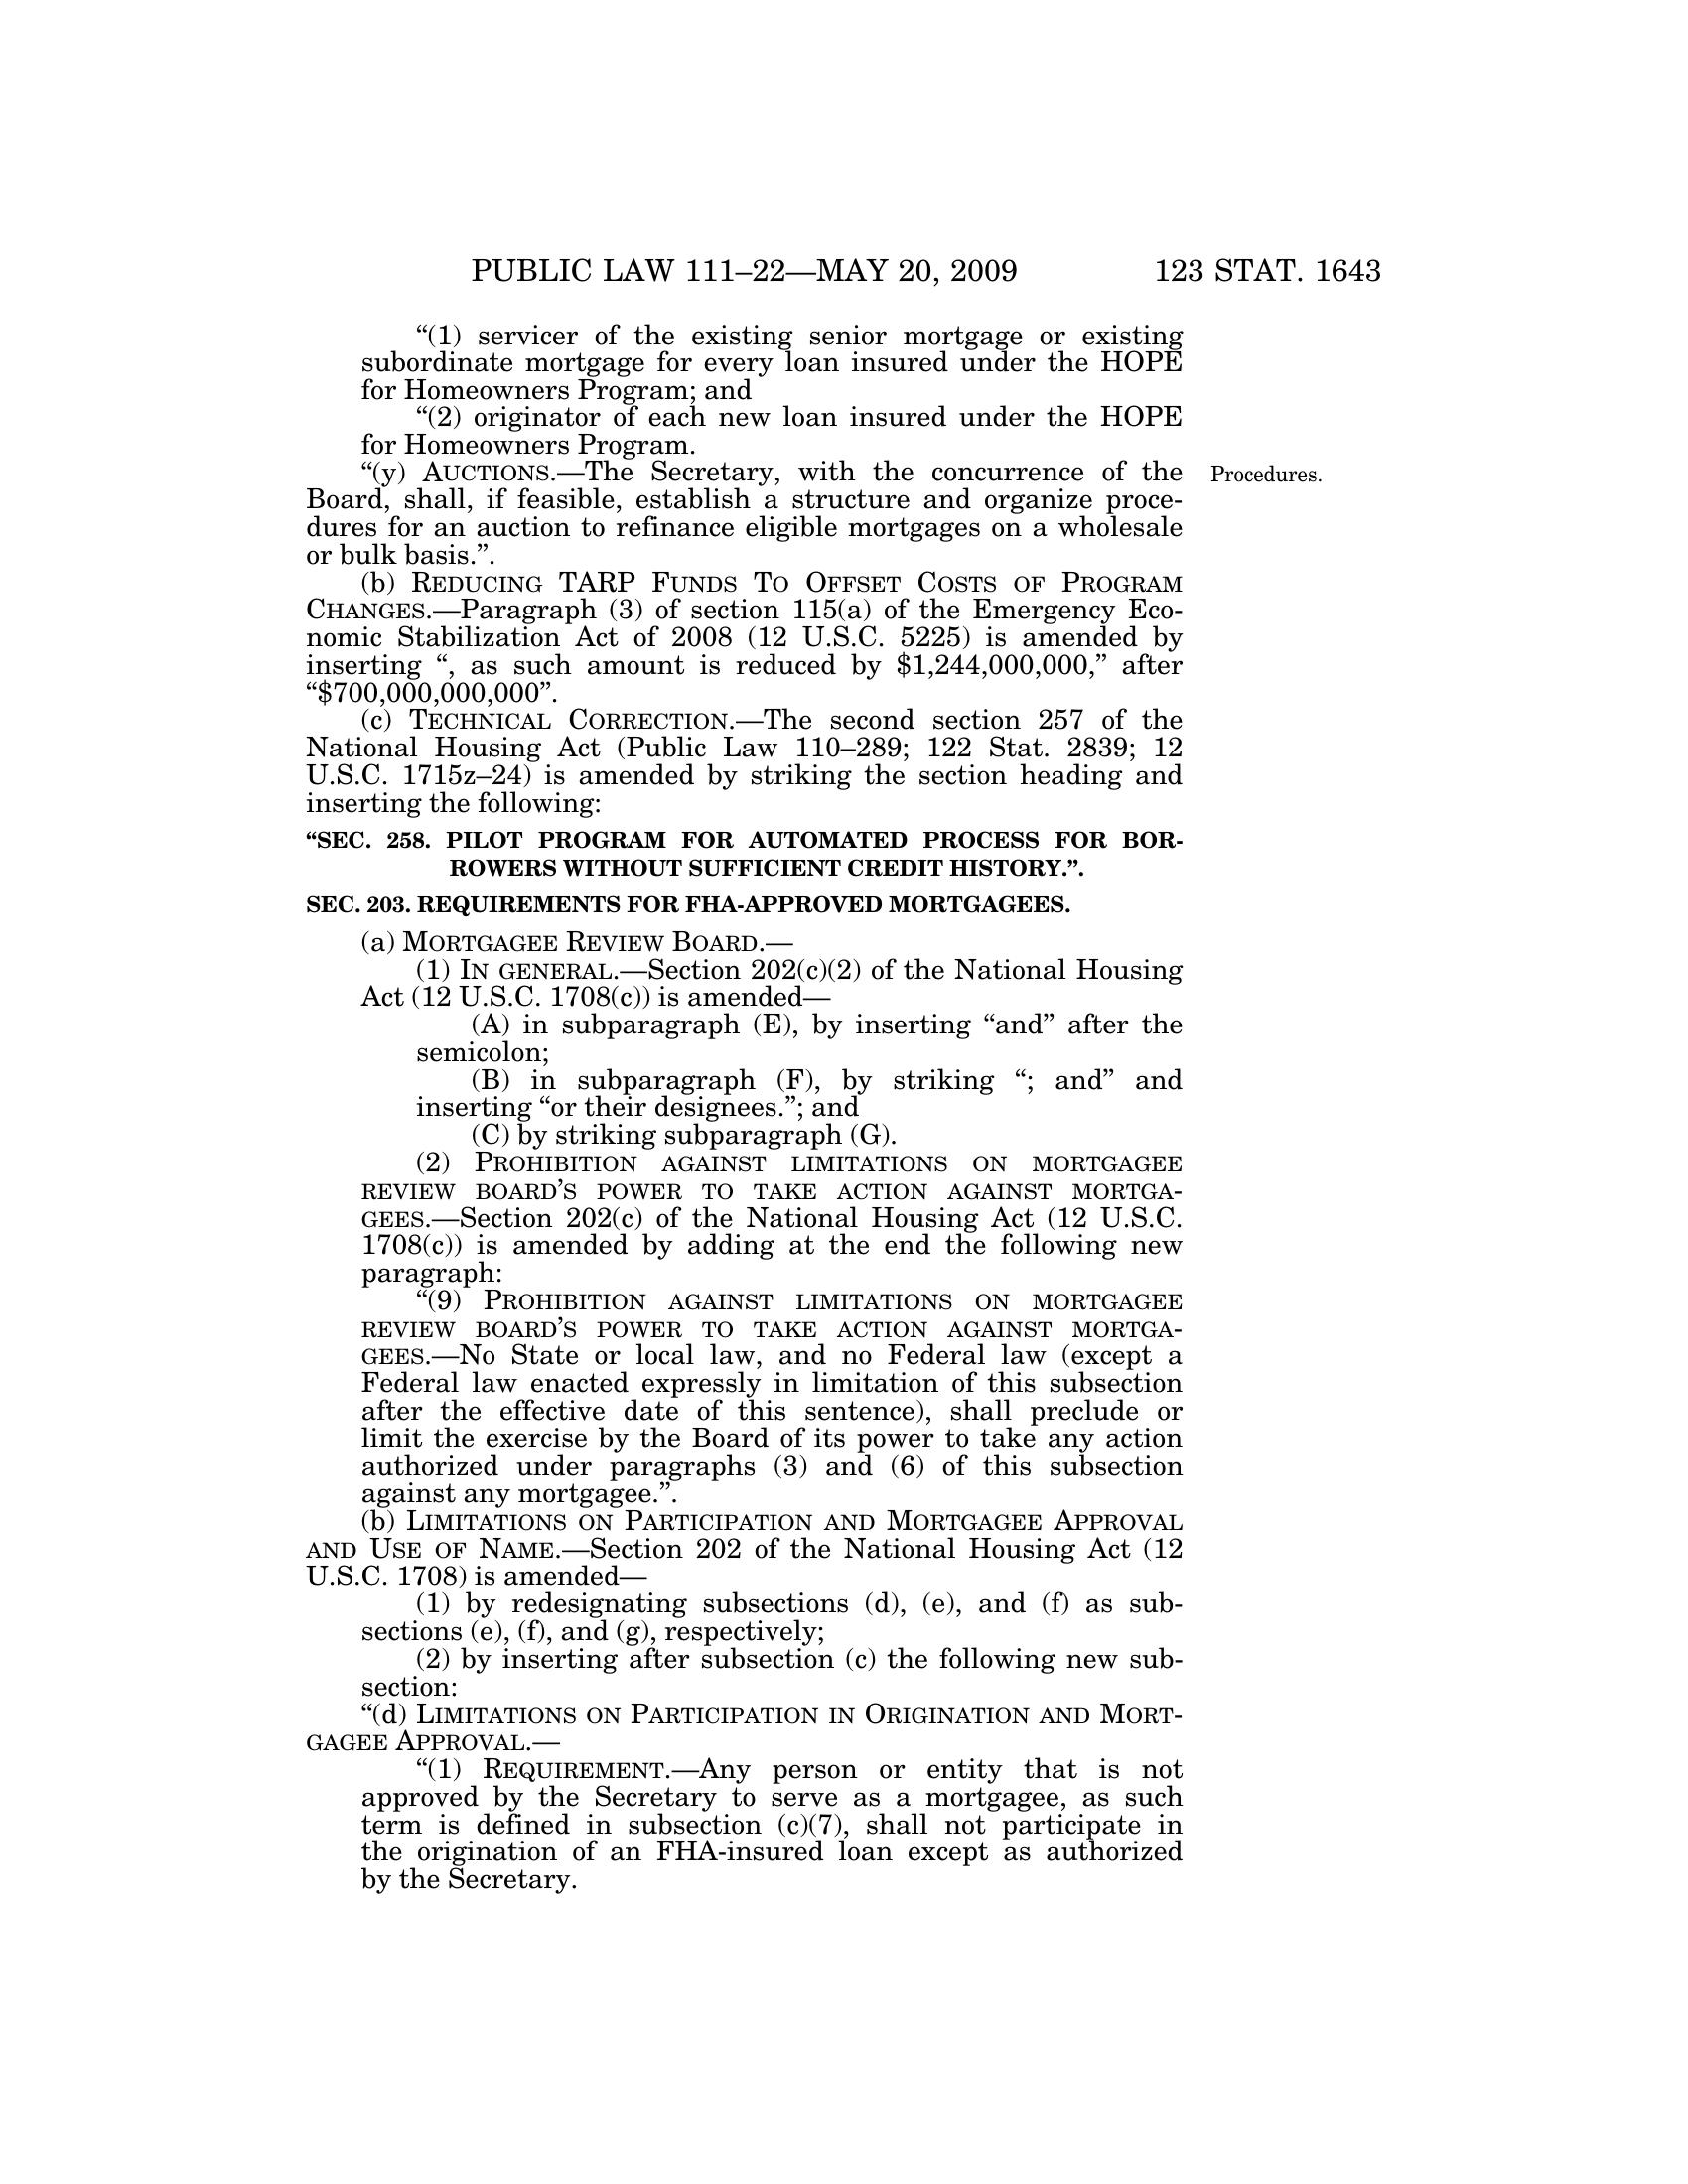 PUBLIC LAW 111–22—MAY 20, 2009 123 STAT. 1643
“(1) servicer of the existing senior mortgage or existing
subordinate mortgage for every loan insured under the HOPE
for Homeowners Program; and
“(2) originator of each new loan insured under the HOPE
for Homeowners Program.
“(y) AUCTIONS.—The Secretary, with the concurrence of the
Procedures.
Board, shall, if feasible, establish a structure and organize proce-
dures for an auction to refinance eligible mortgages on a wholesale
or bulk basis.”.
(b) REDUCING TARP FUNDS TO OFFSET COSTS OF PROGRAM
CHANGES.—Paragraph (3) of section 115(a) of the Emergency Eco-
nomic Stabilization Act of 2008 (12 U.S.C. 5225) is amended by
inserting “, as such amount is reduced by $1,244,000,000,” after
“$700,000,000,000”.
(c) TECHNICAL CORRECTION.—The second section 257 of the
National Housing Act (Public Law 110–289; 122 Stat. 2839; 12
U.S.C. 1715z–24) is amended by striking the section heading and
inserting the following:
“SEC. 258. PILOT PROGRAM FOR AUTOMATED PROCESS FOR BOR-
ROWERS WITHOUT SUFFICIENT CREDIT HISTORY.”.
SEC. 203. REQUIREMENTS FOR FHA-APPROVED MORTGAGEES.
(a) MORTGAGEE REVIEW BOARD.—
(1) IN GENERAL.—Section 202(c)(2) of the National Housing
Act (12 U.S.C. 1708(c)) is amended—
(A) in subparagraph (E), by inserting “and” after the
semicolon;
(B) in subparagraph (F), by striking “; and” and
inserting “or their designees.”; and
(C) by striking subparagraph (G).
(2) PROHIBITION AGAINST LIMITATIONS ON MORTGAGEE
REVIEW BOARD’S POWER TO TAKE ACTION AGAINST MORTGA-
GEES.—Section 202(c) of the National Housing Act (12 U.S.C.
1708(c)) is amended by adding at the end the following new
paragraph:
“(9) PROHIBITION AGAINST LIMITATIONS ON MORTGAGEE
REVIEW BOARD’S POWER TO TAKE ACTION AGAINST MORTGA-
GEES.—No State or local law, and no Federal law (except a
Federal law enacted expressly in limitation of this subsection
after the effective date of this sentence), shall preclude or
limit the exercise by the Board of its power to take any action
authorized under paragraphs (3) and (6) of this subsection
against any mortgagee.”.
(b) LIMITATIONS ON PARTICIPATION AND MORTGAGEE APPROVAL
AND USE OF NAME.—Section 202 of the National Housing Act (12
U.S.C. 1708) is amended—
(1) by redesignating subsections (d), (e), and (f) as sub-
sections (e), (f), and (g), respectively;
(2) by inserting after subsection (c) the following new sub-
section:
“(d) LIMITATIONS ON PARTICIPATION IN ORIGINATION AND MORT-
GAGEE APPROVAL.—
“(1) REQUIREMENT.—Any person or entity that is not
approved by the Secretary to serve as a mortgagee, as such
term is defined in subsection (c)(7), shall not participate in
the origination of an FHA-insured loan except as authorized
by the Secretary.